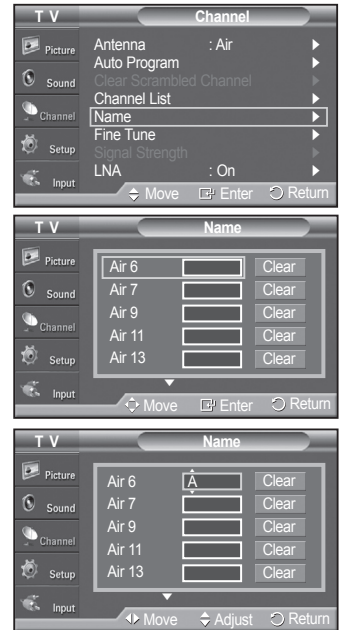 T V Channel
Picture
Sound
Channel
Setup
Input
Antenna : Air
Auto Program
Clear Scrambled Channel
Channel List
Name
Fine Tune
Signal Strength
LNA : On
Move Enter Return
T V Name
Picture
Sound
Channel
Setup
Input
Air 6 Clear
Air 7 Clear
Air 9 Clear
Air 11 Clear
Air 13 Clear
Move Enter Return
T V Name
Picture
Sound
Channel
Setup
Input
Air 6 A Clear
Air 7 Clear
Air 9 Clear
Air 11 Clear
Air 13 Clear
Move Adjust Return